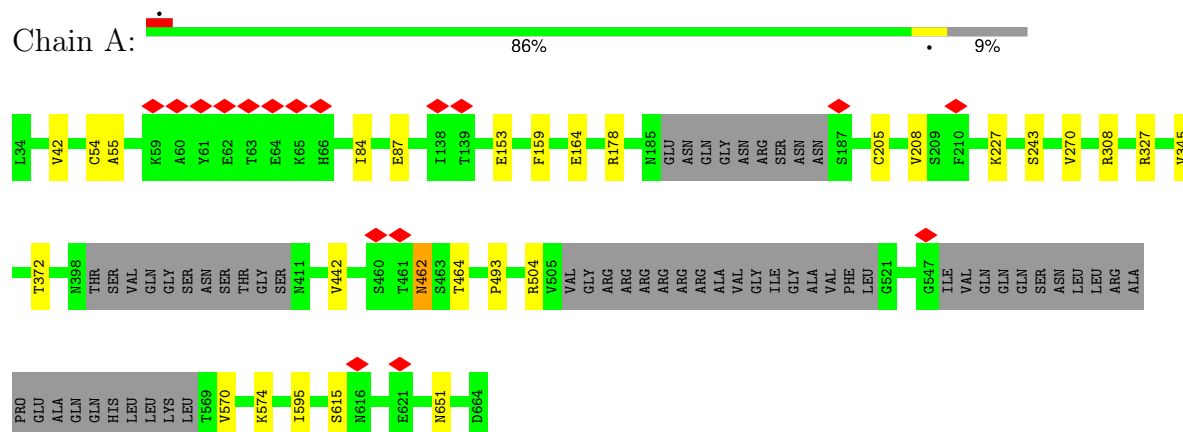 Chain A:
86% 9%
L34 V42 C54 A55 K59 A60 Y61 E62 T63 E64 K65 H66 I84 E87 I138 T139 E153 F159 E164 R178 N185 GLU ASN GLN GLY ASN ARG SER ASN ASN S187 C205 V208 S209 F210 K227 S243 V270 R308 R327 V345
T372 N398 THR SER VAL GLN GLY SER ASN SER THR GLY SER N411 V442 S460 T461 N462 S463 T464 P493 R504 V505 VAL GLY ARG ARG ARG ARG ARG ARG ALA VAL GLY ILE GLY ALA VAL PHE LEU G521 G547 ILE VAL GLN GLN GLN SER ASN LEU LEU ARG ALA
PRO GLU ALA GLN GLN HIS LEU LEU LYS LEU T569 V570 K574 I595 S615 N616 E621 N651 D664